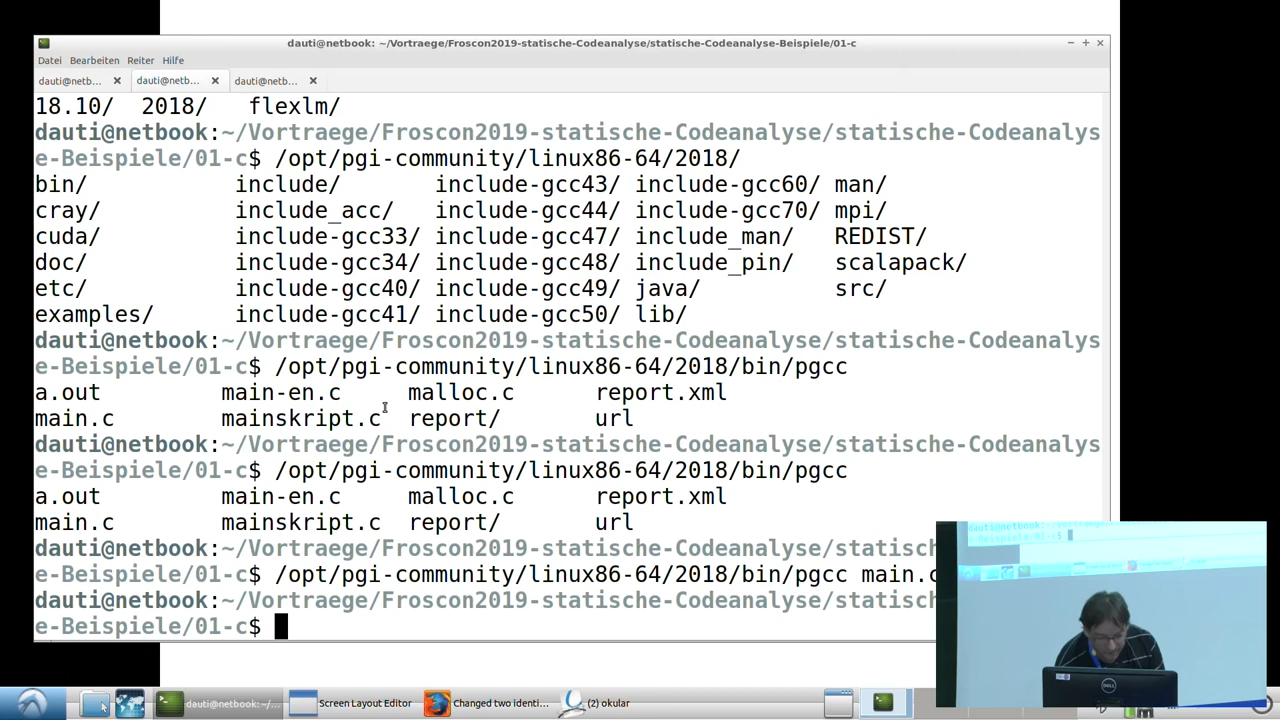 dauti@netbook: ~/Vortraege/Froscon2019-statische-Codeanalyse/statische-Codeanalyse-Beispiele/01-c
Datei Bearbeiten Reiter Hilfe
dauti@netb... dauti@netb... dauti@netb...
18.10/ 2018/ flexlm/
dauti@netbook:~/Vortraege/Froscon2019-statische-Codeanalyse/statische-Codeanalys
e-Beispiele/01-c$ /opt/pgi-community/linux86-64/2018/
bin/ include/ include-gcc43/ include-gcc60/ man/
cray/ include_acc/ include-gcc44/ include-gcc70/ mpi/
cuda/ include-gcc33/ include-gcc47/ include_man/ REDIST/
doc/ include-gcc34/ include-gcc48/ include_pin/ scalapack/
etc/ include-gcc40/ include-gcc49/ java/ src/
examples/ include-gcc41/ include-gcc50/ lib/
dauti@netbook:~/Vortraege/Froscon2019-statische-Codeanalyse/statische-Codeanalys
e-Beispiele/01-c$ /opt/pgi-community/linux86-64/2018/bin/pgcc
a.out main-en.c malloc.c report.xml
main.c mainskript.c report/ url
dauti@netbook:~/Vortraege/Froscon2019-statische-Codeanalyse/statische-Codeanalys
e-Beispiele/01-c$ /opt/pgi-community/linux86-64/2018/bin/pgcc
a.out main-en.c malloc.c report.xml
main.c mainskript.c report/ url
dauti@netbook:~/Vortraege/Froscon2019-statische-Codeanalyse/statisch
e-Beispiele/01-c$ /opt/pgi-community/linux86-64/2018/bin/pgcc main.c
dauti@netbook:~/Vortraege/Froscon2019-statische-Codeanalyse/statisch
e-Beispiele/01-c$
DELL
dauti@netbook: ~/... Screen Layout Editor Changed two identi... (2) okular